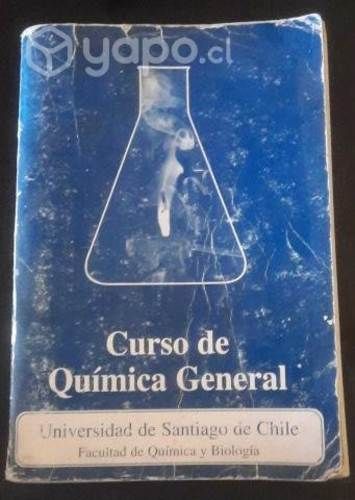 yapo.cl
Curso de
Química General
Universidad de Santiago de Chile
Facultad de Química y Biología